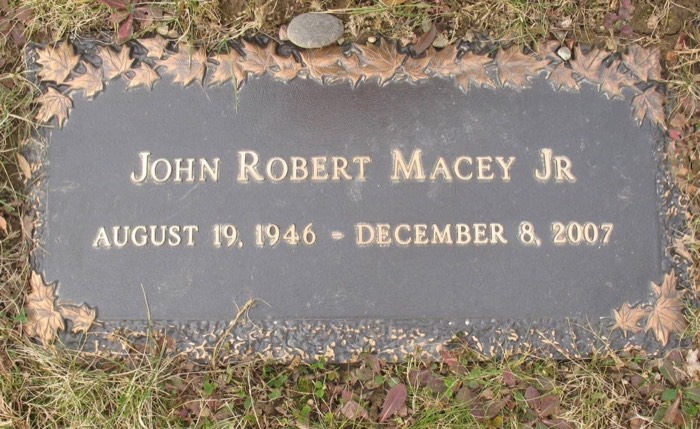 John Robert Macey Jr
August 19, 1946 - December 8, 2007